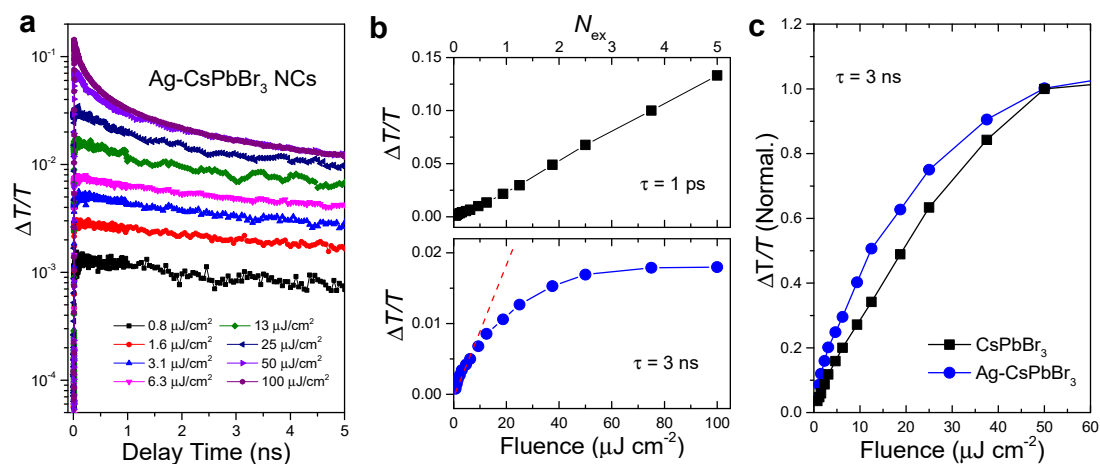 a
10⁻¹
10⁻²
10⁻³
10⁻⁴
ΔT/T
Ag-CsPbBr₃ NCs
0.8 μJ/cm²
1.6 μJ/cm²
3.1 μJ/cm²
6.3 μJ/cm²
13 μJ/cm²
25 μJ/cm²
50 μJ/cm²
100 μJ/cm²
0 1 2 3 4 5
Delay Time (ns)
b
Nₑₓ
0 1 2 3 4 5
0.15
0.10
0.05
0.00
ΔT/T
τ = 1 ps
0.02
0.01
0.00
ΔT/T
τ = 3 ns
0 20 40 60 80 100
Fluence (μJ cm⁻²)
c
1.2
1.0
0.8
0.6
0.4
0.2
0.0
ΔT/T (Normal.)
τ = 3 ns
CsPbBr₃
Ag-CsPbBr₃
0 10 20 30 40 50 60
Fluence (μJ cm⁻²)